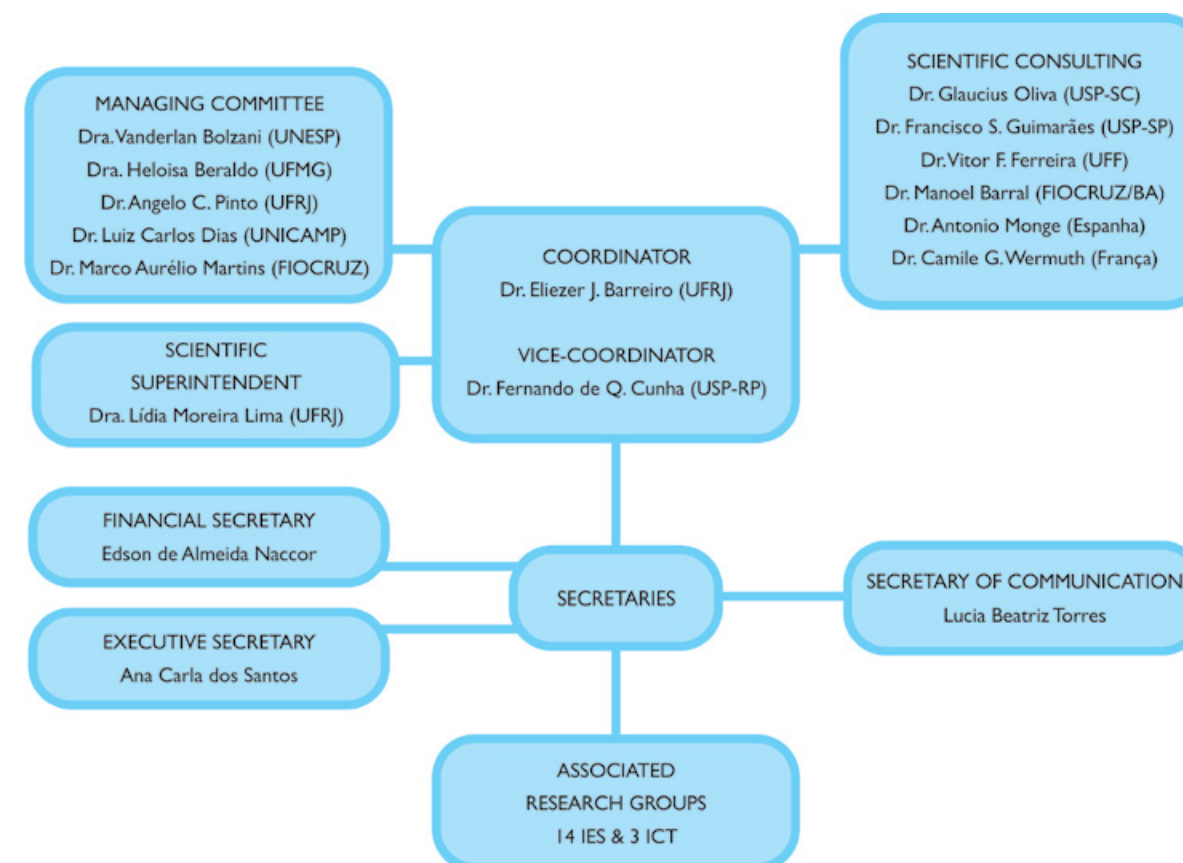 MANAGING COMMITTEE
Dra. Vanderlan Bolzani (UNESP)
Dra. Heloisa Beraldo (UFMG)
Dr. Angelo C. Pinto (UFRJ)
Dr. Luiz Carlos Dias (UNICAMP)
Dr. Marco Aurélio Martins (FIOCRUZ)
SCIENTIFIC CONSULTING
Dr. Glaucius Oliva (USP-SC)
Dr. Francisco S. Guimarães (USP-SP)
Dr. Vitor F. Ferreira (UFF)
Dr. Manoel Barral (FIOCRUZ/BA)
Dr. Antonio Monge (Espanha)
Dr. Camile G. Wermuth (França)
COORDINATOR
Dr. Eliezer J. Barreiro (UFRJ)
VICE-COORDINATOR
Dr. Fernando de Q. Cunha (USP-RP)
SCIENTIFIC
SUPERINTENDENT
Dra. Lídia Moreira Lima (UFRJ)
FINANCIAL SECRETARY
Edson de Almeida Naccor
EXECUTIVE SECRETARY
Ana Carla dos Santos
SECRETARIES
SECRETARY OF COMMUNICATION
Lucia Beatriz Torres
ASSOCIATED
RESEARCH GROUPS
14 IES & 3 ICT